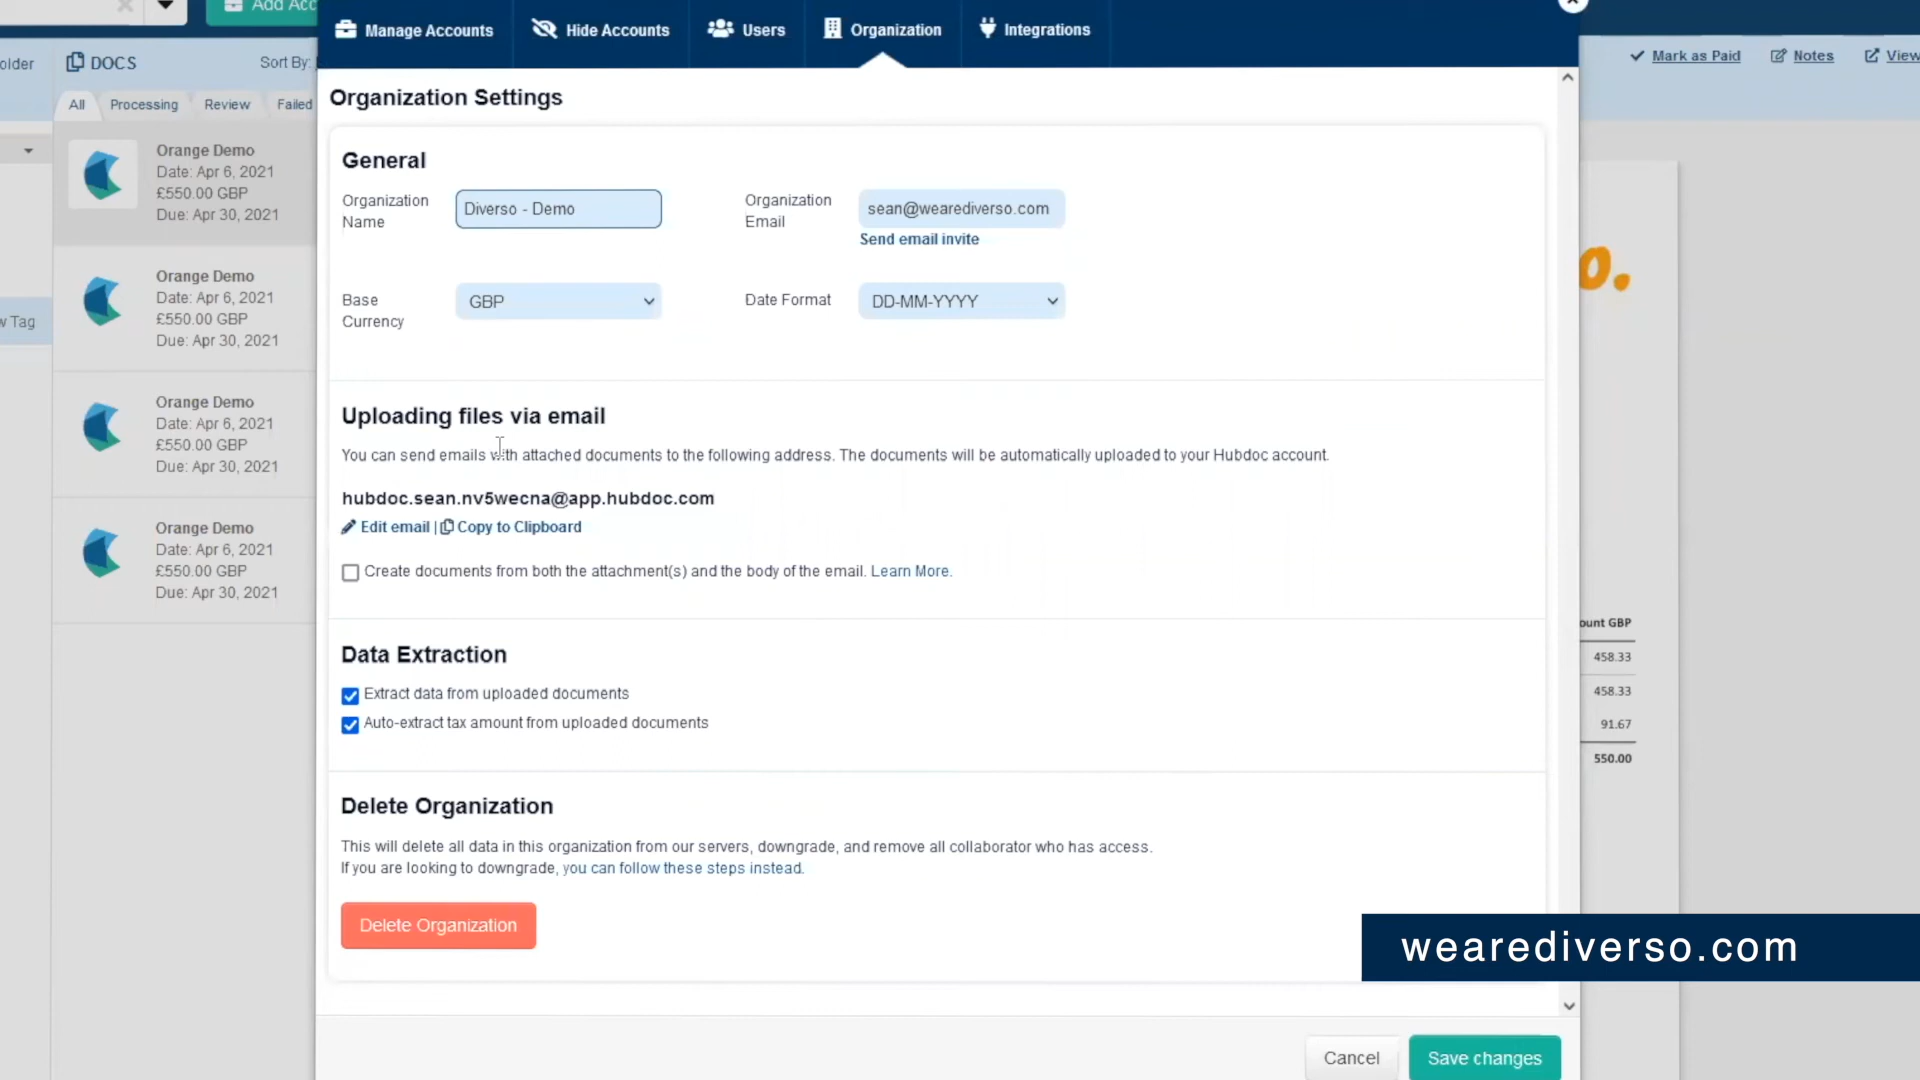 Add Acc
Manage Accounts
Hide Accounts
Users
Organization
Integrations
older
DOCS
Sort By:
Mark as Paid
Notes
View
All
Processing
Review
Failed
Organization Settings
Orange Demo
Date: Apr 6, 2021
£550.00 GBP
Due: Apr 30, 2021
Orange Demo
Date: Apr 6, 2021
£550.00 GBP
Due: Apr 30, 2021
w Tag
Orange Demo
Date: Apr 6, 2021
£550.00 GBP
Due: Apr 30, 2021
Orange Demo
Date: Apr 6, 2021
£550.00 GBP
Due: Apr 30, 2021
General
Organization
Name
Diverso - Demo
Organization
Email
sean@wearediverso.com
Send email invite
Base
Currency
GBP
Date Format
DD-MM-YYYY
Uploading files via email
You can send emails with attached documents to the following address. The documents will be automatically uploaded to your Hubdoc account.
hubdoc.sean.nv5wecna@app.hubdoc.com
Edit email | Copy to Clipboard
Create documents from both the attachment(s) and the body of the email. Learn More.
Data Extraction
Extract data from uploaded documents
Auto-extract tax amount from uploaded documents
Delete Organization
This will delete all data in this organization from our servers, downgrade, and remove all collaborator who has access.
If you are looking to downgrade, you can follow these steps instead.
Delete Organization
o.
ount GBP
458.33
458.33
91.67
550.00
wearediverso.com
Cancel
Save changes